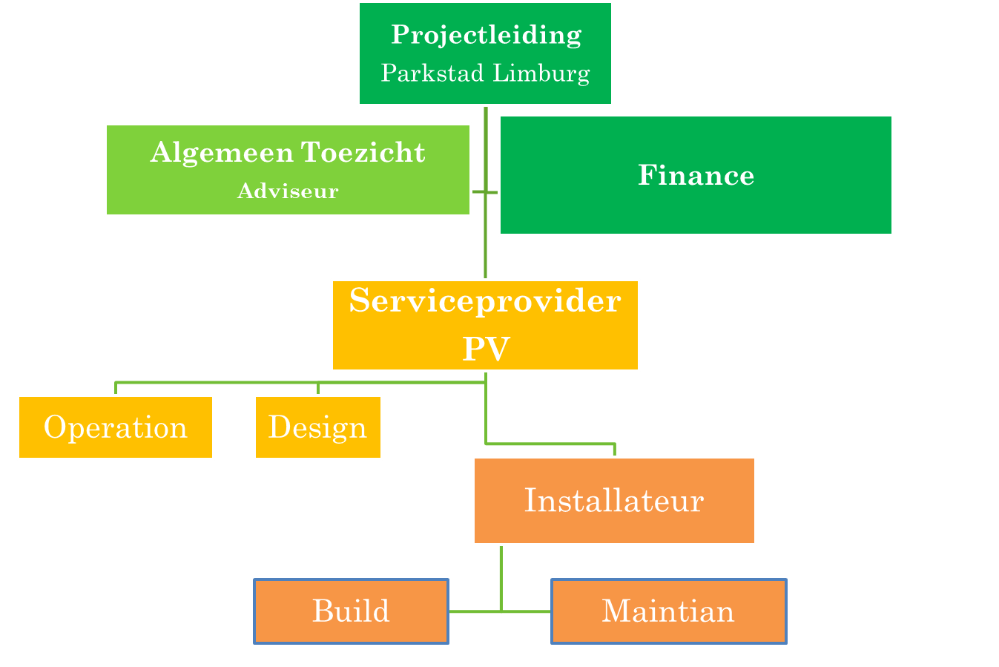 Projectleiding
Parkstad Limburg
Algemeen Toezicht
Adviseur
Finance
Serviceprovider
PV
Operation
Design
Installateur
Build
Maintian